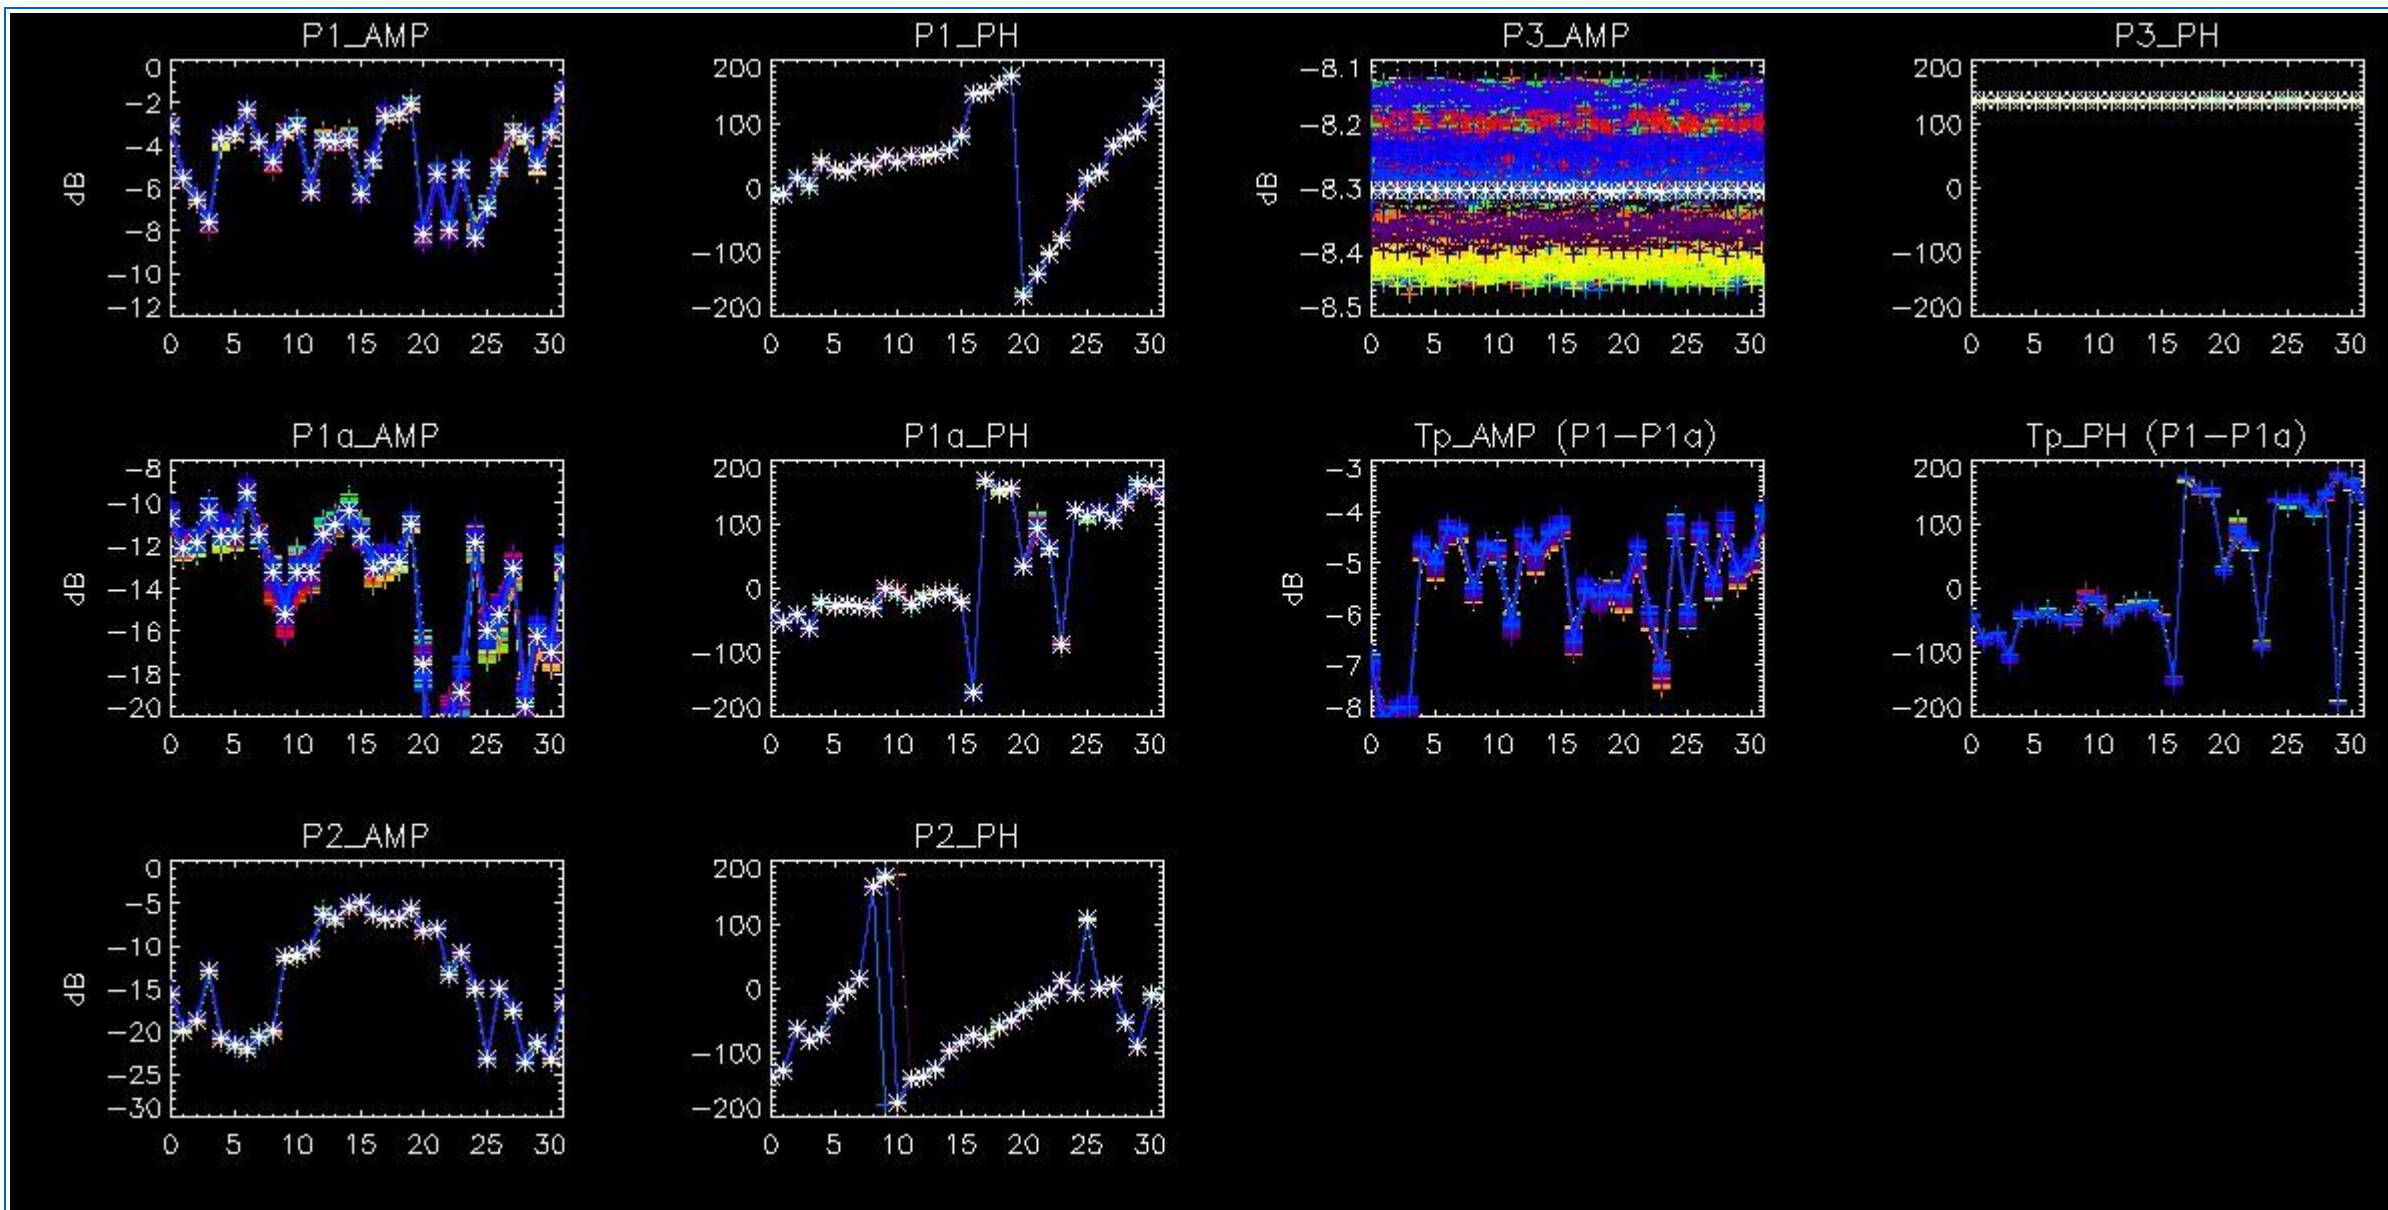 P1_AMP
0
−2
−4
−6
−8
−10
−12
dB
0 5 10 15 20 25 30
P1_PH
200
100
0
−100
−200
0 5 10 15 20 25 30
P3_AMP
−8.1
−8.2
−8.3
−8.4
−8.5
dB
0 5 10 15 20 25 30
P3_PH
200
100
0
−100
−200
0 5 10 15 20 25 30
P1a_AMP
−8
−10
−12
−14
−16
−18
−20
dB
0 5 10 15 20 25 30
P1a_PH
200
100
0
−100
−200
0 5 10 15 20 25 30
Tp_AMP (P1−P1a)
−3
−4
−5
−6
−7
−8
dB
0 5 10 15 20 25 30
Tp_PH (P1−P1a)
200
100
0
−100
−200
0 5 10 15 20 25 30
P2_AMP
0
−5
−10
−15
−20
−25
−30
dB
0 5 10 15 20 25 30
P2_PH
200
100
0
−100
−200
0 5 10 15 20 25 30